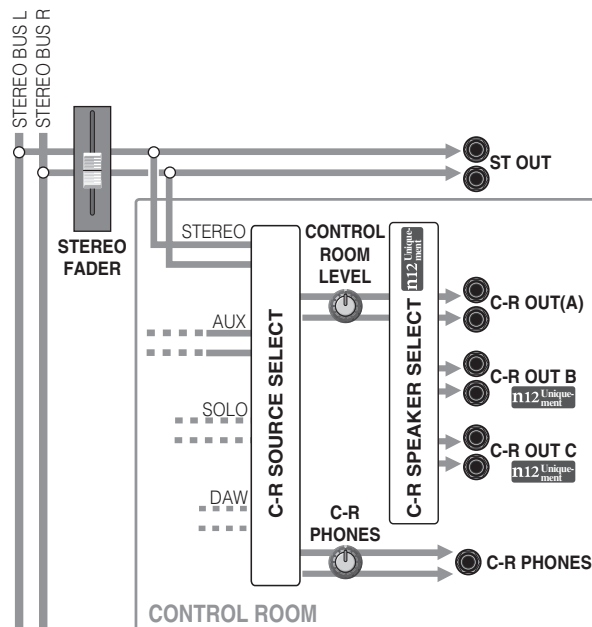 STEREO BUS L
STEREO BUS R
ST OUT
STEREO
FADER
STEREO
CONTROL
ROOM
LEVEL
n12 Unique-
ment
C-R OUT(A)
AUX
C-R SOURCE SELECT
C-R SPEAKER SELECT
C-R OUT B
n12 Unique-
ment
SOLO
C-R OUT C
n12 Unique-
ment
DAW
C-R
PHONES
C-R PHONES
CONTROL ROOM